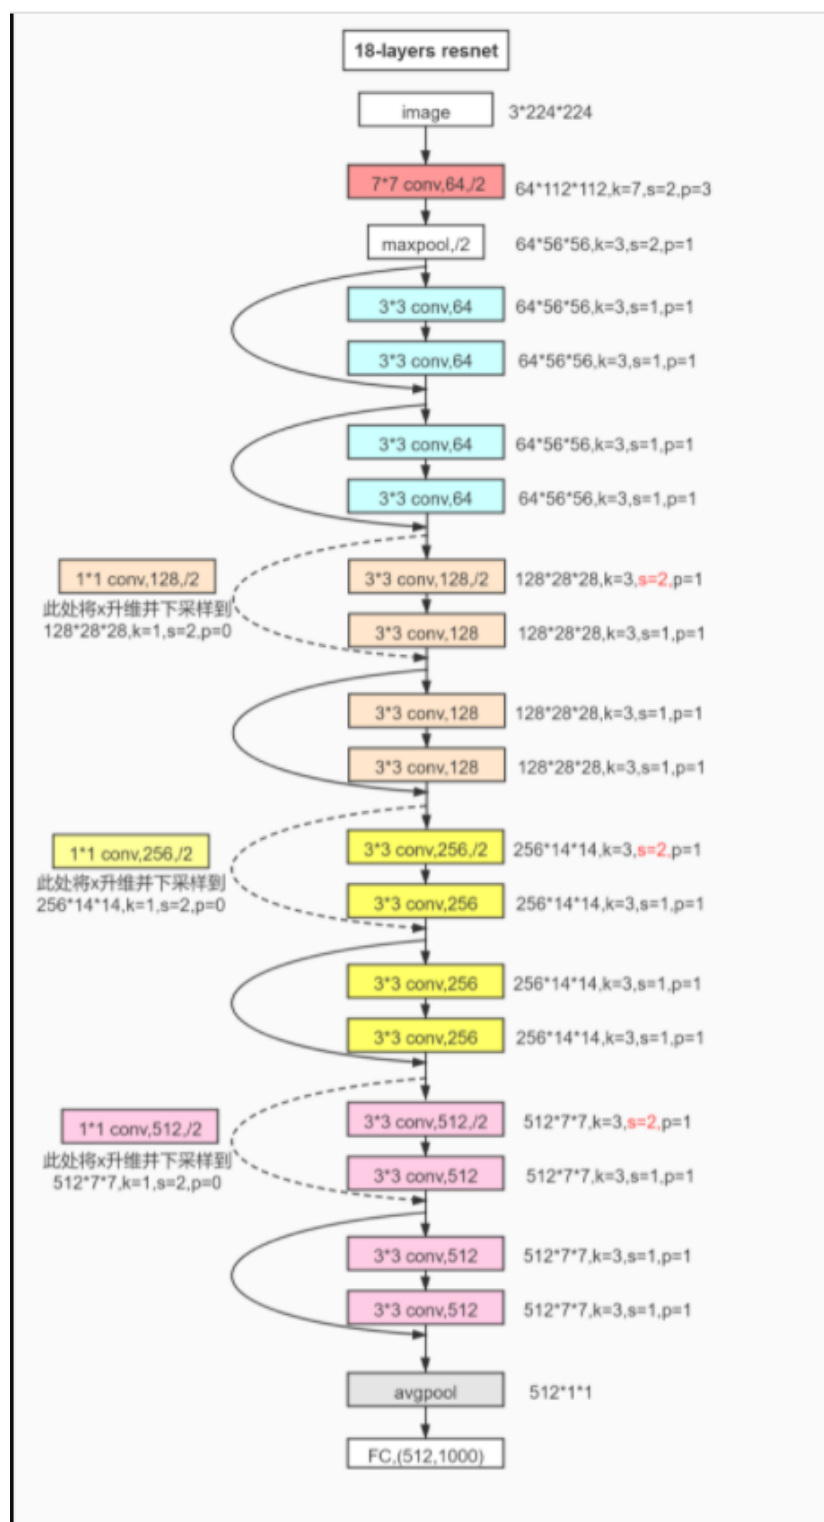 18-layers resnet
image
3*224*224
7*7 conv,64,/2
64*112*112,k=7,s=2,p=3
maxpool,/2
64*56*56,k=3,s=2,p=1
3*3 conv,64
64*56*56,k=3,s=1,p=1
3*3 conv,64
64*56*56,k=3,s=1,p=1
3*3 conv,64
64*56*56,k=3,s=1,p=1
3*3 conv,64
64*56*56,k=3,s=1,p=1
1*1 conv,128,/2
此处将x升维并下采样到
128*28*28,k=1,s=2,p=0
3*3 conv,128,/2
128*28*28,k=3,s=2,p=1
3*3 conv,128
128*28*28,k=3,s=1,p=1
3*3 conv,128
128*28*28,k=3,s=1,p=1
3*3 conv,128
128*28*28,k=3,s=1,p=1
1*1 conv,256,/2
此处将x升维并下采样到
256*14*14,k=1,s=2,p=0
3*3 conv,256,/2
256*14*14,k=3,s=2,p=1
3*3 conv,256
256*14*14,k=3,s=1,p=1
3*3 conv,256
256*14*14,k=3,s=1,p=1
3*3 conv,256
256*14*14,k=3,s=1,p=1
1*1 conv,512,/2
此处将x升维并下采样到
512*7*7,k=1,s=2,p=0
3*3 conv,512,/2
512*7*7,k=3,s=2,p=1
3*3 conv,512
512*7*7,k=3,s=1,p=1
3*3 conv,512
512*7*7,k=3,s=1,p=1
3*3 conv,512
512*7*7,k=3,s=1,p=1
avgpool
512*1*1
FC,(512,1000)